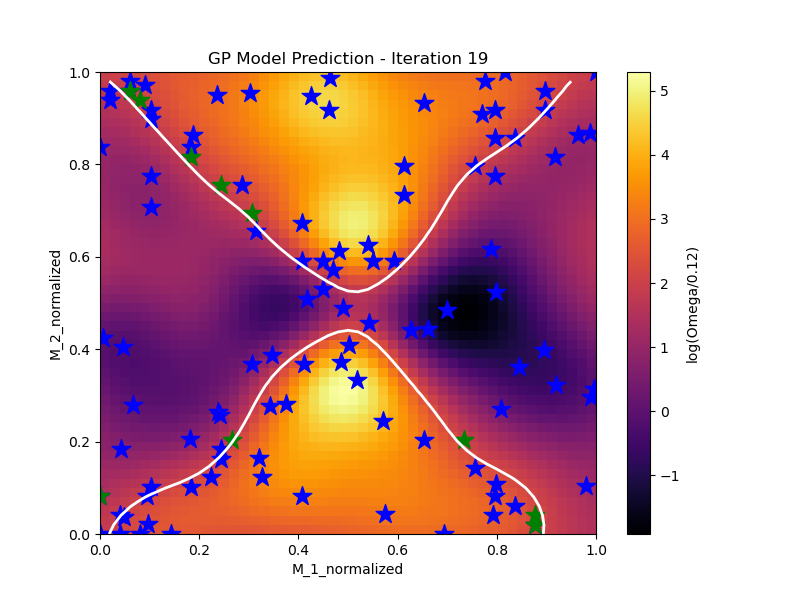 GP Model Prediction - Iteration 19
1.0
0.8
0.6
0.4
0.2
0.0
M_2_normalized
0.0 0.2 0.4 0.6 0.8 1.0
M_1_normalized
5
4
3
2
1
0
−1
log(Omega/0.12)